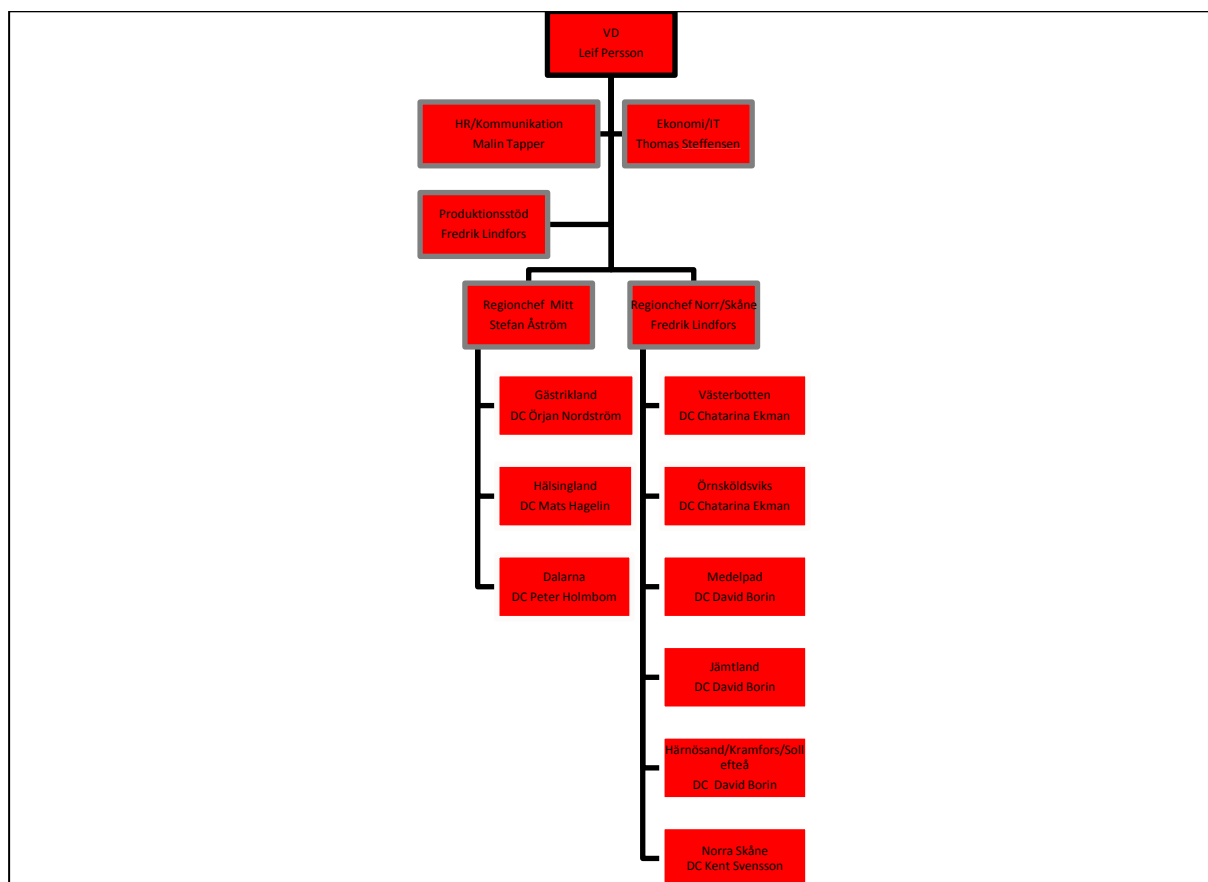 VD
Leif Persson
HR/Kommunikation
Malin Tapper
Ekonomi/IT
Thomas Steffensen
Produktionsstöd
Fredrik Lindfors
Regionchef Mitt
Stefan Åström
Regionchef Norr/Skåne
Fredrik Lindfors
Gästrikland
DC Örjan Nordström
Hälsingland
DC Mats Hagelin
Dalarna
DC Peter Holmbom
Västerbotten
DC Chatarina Ekman
Örnsköldsviks
DC Chatarina Ekman
Medelpad
DC David Borin
Jämtland
DC David Borin
Härnösand/Kramfors/Soll
efteå
DC David Borin
Norra Skåne
DC Kent Svensson